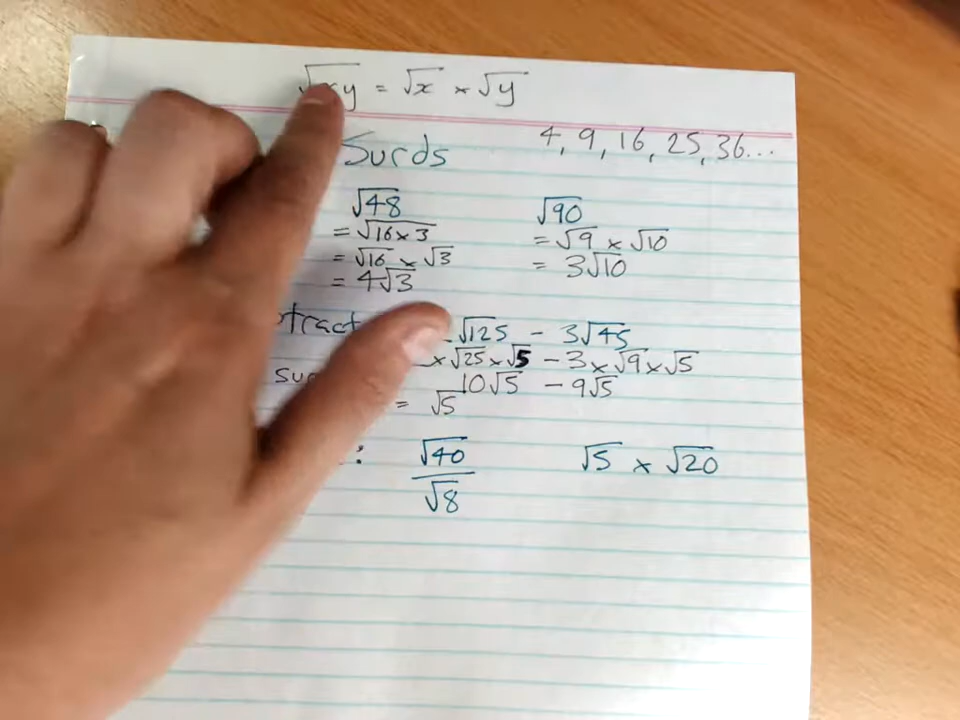 √xy = √x × √y
Surds 4, 9, 16, 25, 36...
√48 √90
= √16×3 = √9 × √10
= √16 × √3 = 3√10
= 4√3
√125 - 3√45
× √25 × √5 - 3 × √9 × √5
10√5 - 9√5
= √5
: √40/√8 √5 × √20